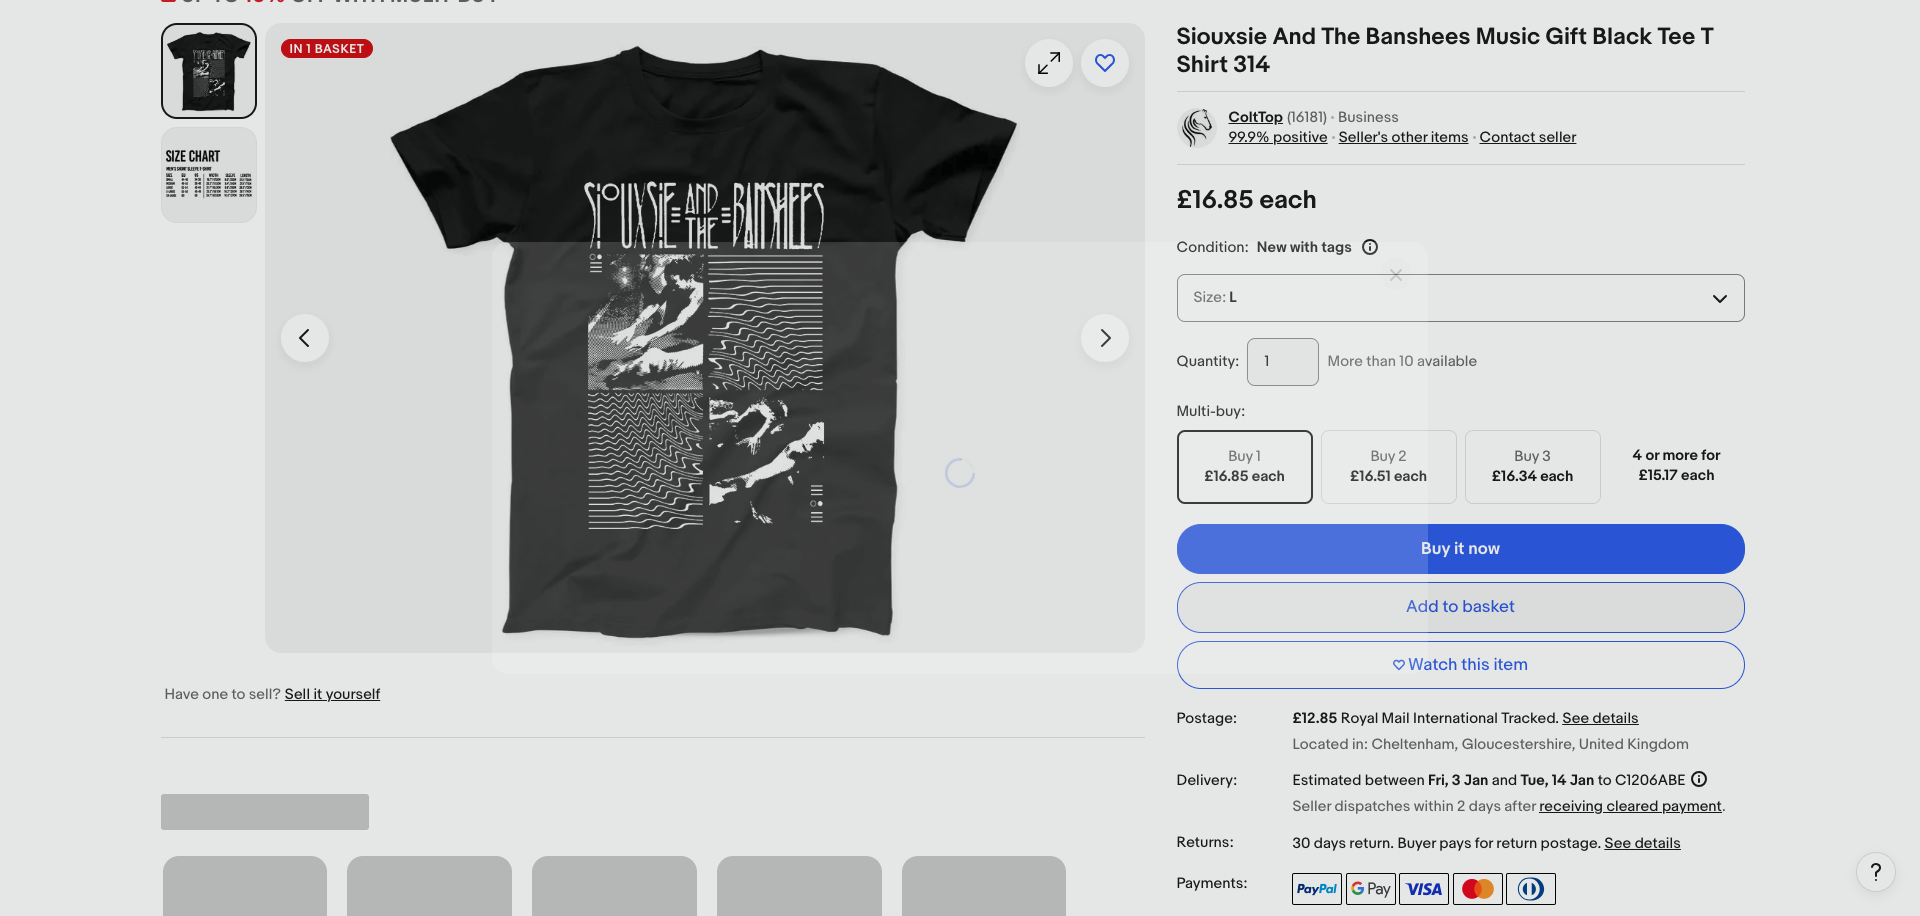 IN 1 BASKET
SIOUXSIE AND THE BANSHEES
SIZE CHART
Have one to sell? Sell it yourself
Siouxsie And The Banshees Music Gift Black Tee T
Shirt 314
ColtTop (16181) · Business
99.9% positive · Seller's other items · Contact seller
£16.85 each
Condition: New with tags
Size: L
Quantity: 1 More than 10 available
Multi-buy:
Buy 1
£16.85 each
Buy 2
£16.51 each
Buy 3
£16.34 each
4 or more for
£15.17 each
Buy it now
Add to basket
Watch this item
Postage: £12.85 Royal Mail International Tracked. See details
Located in: Cheltenham, Gloucestershire, United Kingdom
Delivery: Estimated between Fri, 3 Jan and Tue, 14 Jan to C1206ABE
Seller dispatches within 2 days after receiving cleared payment.
Returns: 30 days return. Buyer pays for return postage. See details
Payments: PayPal G Pay VISA
?